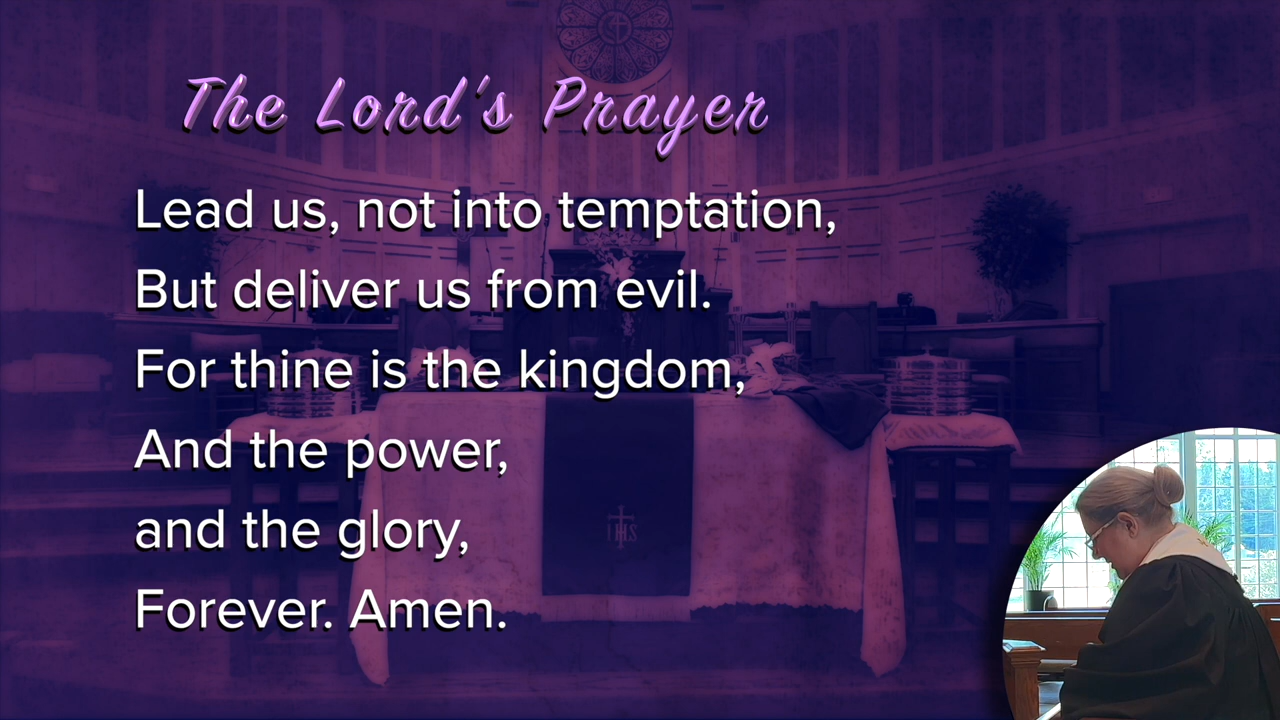 The Lord's Prayer
Lead us, not into temptation,
But deliver us from evil.
For thine is the kingdom,
And the power,
and the glory,
Forever. Amen.
IHS